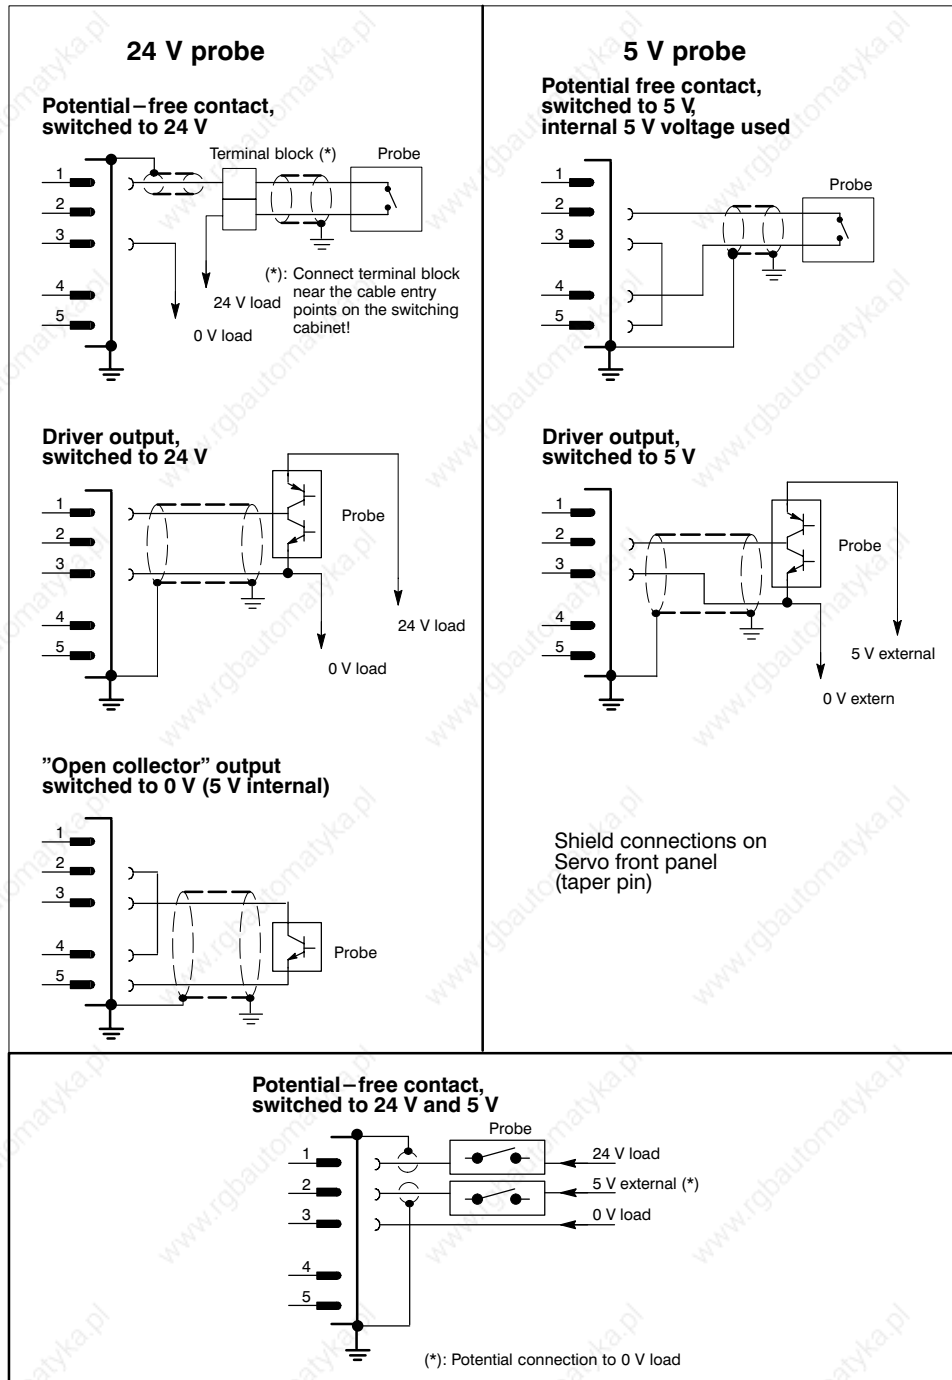 24 V probe
Potential–free contact,
switched to 24 V
Terminal block (*)
Probe
1
2
3
4
5
24 V load
0 V load
(*): Connect terminal block
near the cable entry
points on the switching
cabinet!
Driver output,
switched to 24 V
1
2
3
4
5
Probe
24 V load
0 V load
”Open collector” output
switched to 0 V (5 V internal)
1
2
3
4
5
Probe
5 V probe
Potential free contact,
switched to 5 V,
internal 5 V voltage used
1
2
3
4
5
Probe
Driver output,
switched to 5 V
1
2
3
4
5
Probe
5 V external
0 V extern
Shield connections on
Servo front panel
(taper pin)
Potential–free contact,
switched to 24 V and 5 V
Probe
1
2
3
4
5
24 V load
5 V external (*)
0 V load
(*): Potential connection to 0 V load
www.rgbautomatyka.pl